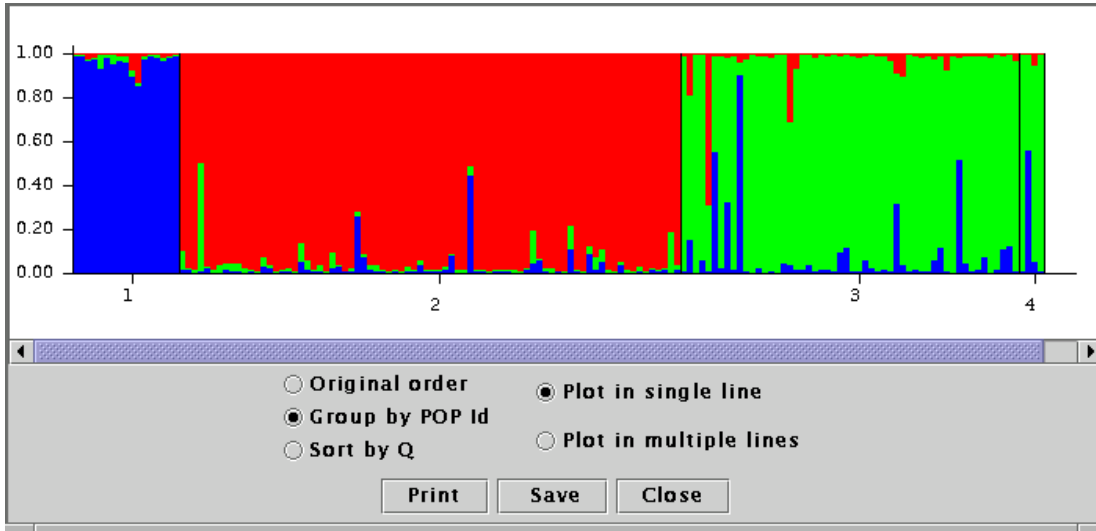 1.00
0.80
0.60
0.40
0.20
0.00
1 2 3 4
Original order
Group by POP Id
Sort by Q
Plot in single line
Plot in multiple lines
Print Save Close